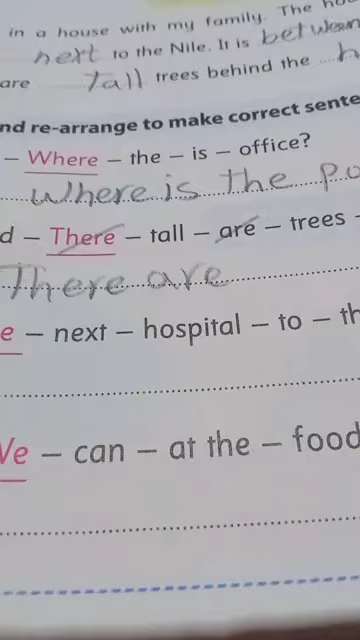 in a house with my family. The
next to the Nile. It is between
are tall trees behind the
nd re-arrange to make correct sente
– Where – the – is – office?
Where is the po
d – There – tall – are – trees –
There are
e – next – hospital – to – th
We – can – at the – food